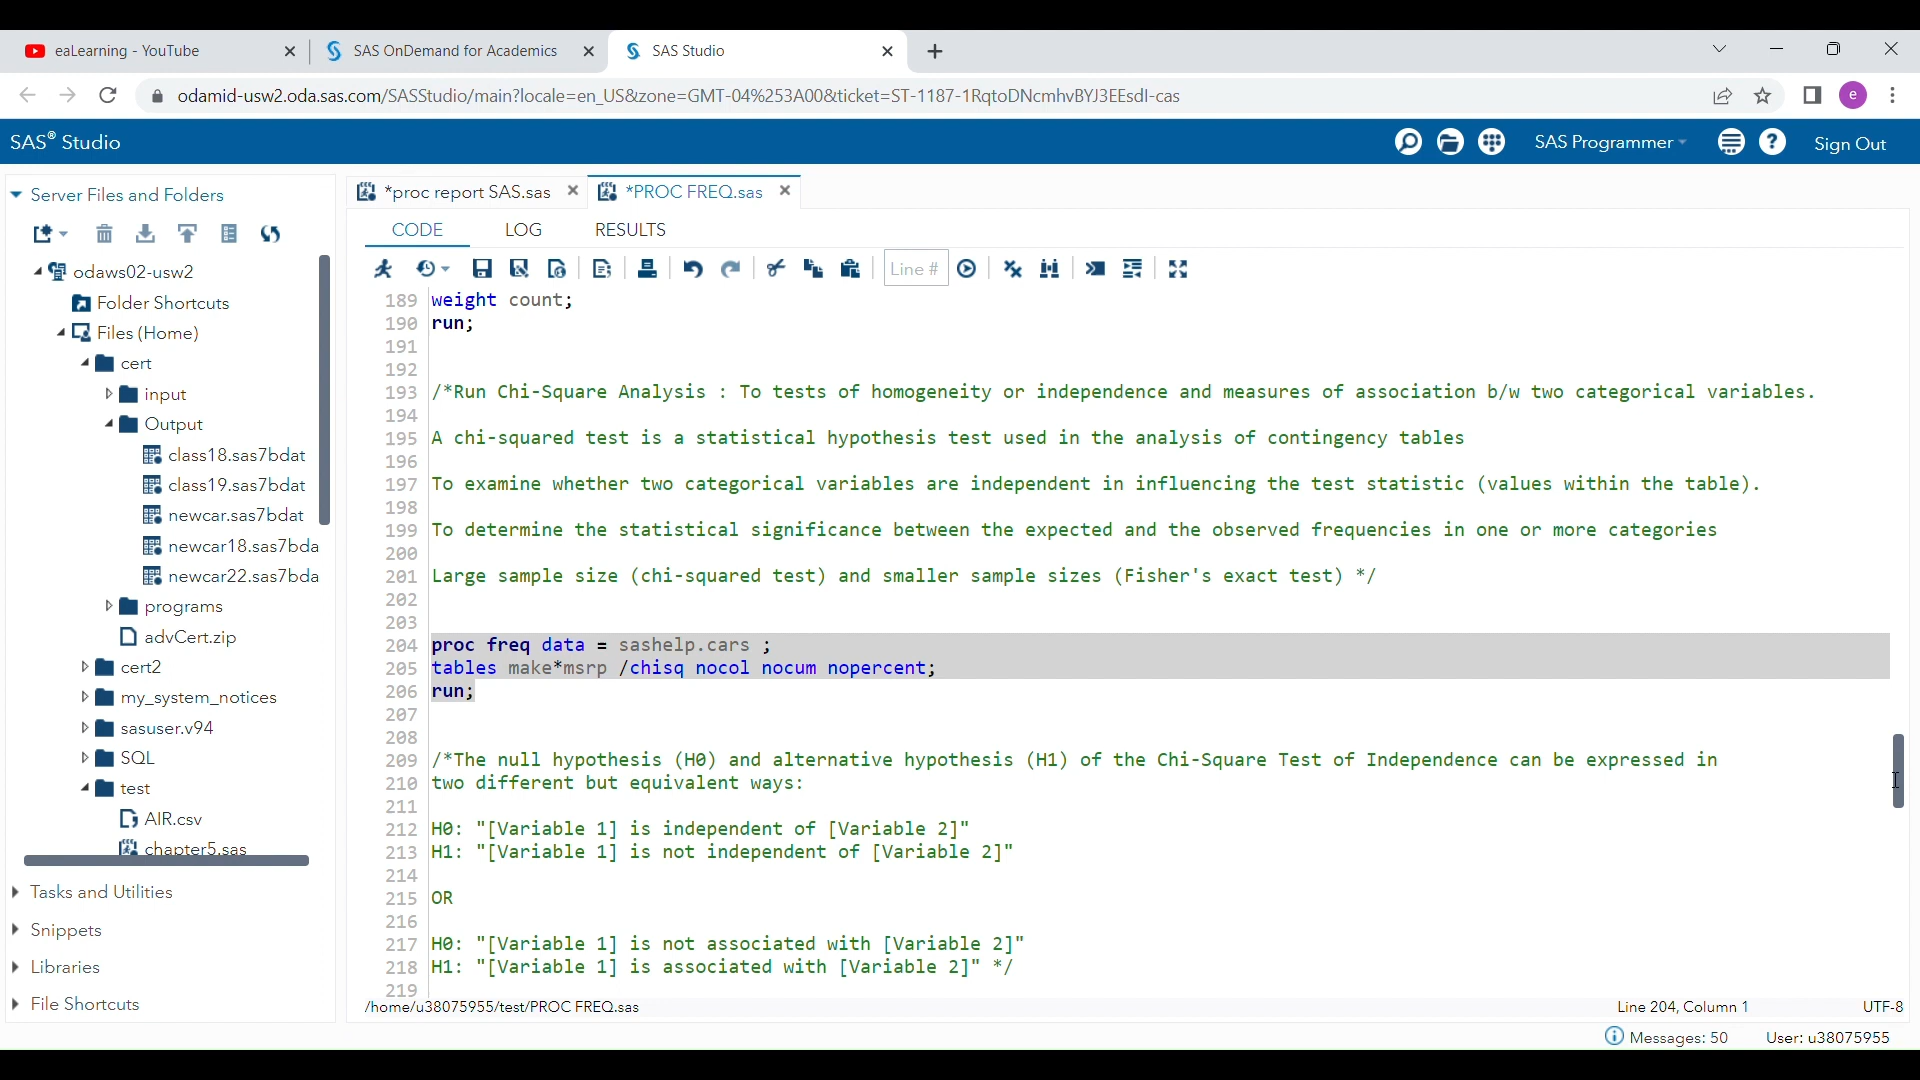 eaLearning - YouTube
SAS OnDemand for Academics
SAS Studio
odamid-usw2.oda.sas.com/SASStudio/main?locale=en_US&zone=GMT-04%253A00&ticket=ST-1187-1RqtoDNcmhvBYJ3EEsdl-cas
e
SAS® Studio
SAS Programmer
Sign Out
Server Files and Folders
odaws02-usw2
Folder Shortcuts
Files (Home)
cert
input
Output
class18.sas7bdat
class19.sas7bdat
newcar.sas7bdat
newcar18.sas7bda
newcar22.sas7bda
programs
advCert.zip
cert2
my_system_notices
sasuser.v94
SQL
test
AIR.csv
chapter5.sas
Tasks and Utilities
Snippets
Libraries
File Shortcuts
*proc report SAS.sas
*PROC FREQ.sas
CODE LOG RESULTS
Line #
189 weight count;
190 run;
191
192
193 /*Run Chi-Square Analysis : To tests of homogeneity or independence and measures of association b/w two categorical variables.
194
195 A chi-squared test is a statistical hypothesis test used in the analysis of contingency tables
196
197 To examine whether two categorical variables are independent in influencing the test statistic (values within the table).
198
199 To determine the statistical significance between the expected and the observed frequencies in one or more categories
200
201 Large sample size (chi-squared test) and smaller sample sizes (Fisher's exact test) */
202
203
204 proc freq data = sashelp.cars ;
205 tables make*msrp /chisq nocol nocum nopercent;
206 run;
207
208
209 /*The null hypothesis (H0) and alternative hypothesis (H1) of the Chi-Square Test of Independence can be expressed in
210 two different but equivalent ways:
211
212 H0: "[Variable 1] is independent of [Variable 2]"
213 H1: "[Variable 1] is not independent of [Variable 2]"
214
215 OR
216
217 H0: "[Variable 1] is not associated with [Variable 2]"
218 H1: "[Variable 1] is associated with [Variable 2]" */
219
/home/u38075955/test/PROC FREQ.sas
Line 204, Column 1
UTF-8
Messages: 50
User: u38075955